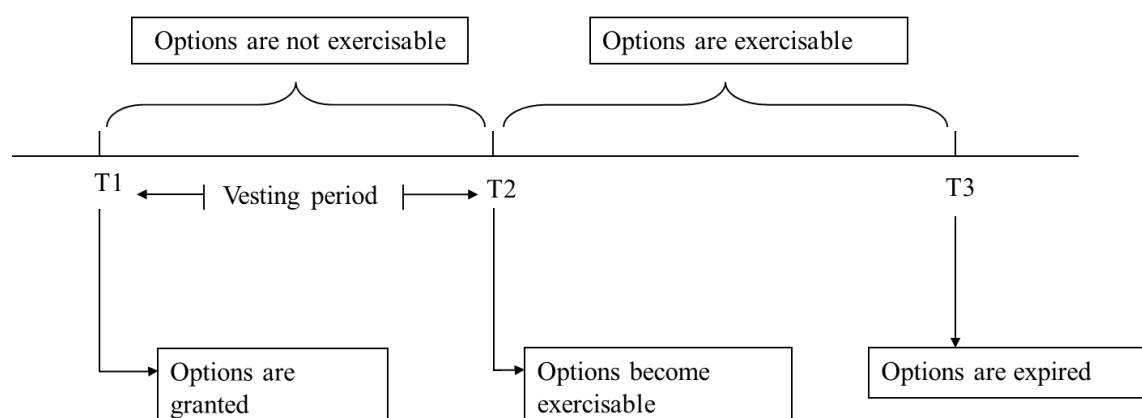 Options are not exercisable
Options are exercisable
T1
Vesting period
T2
T3
Options are
granted
Options become
exercisable
Options are expired